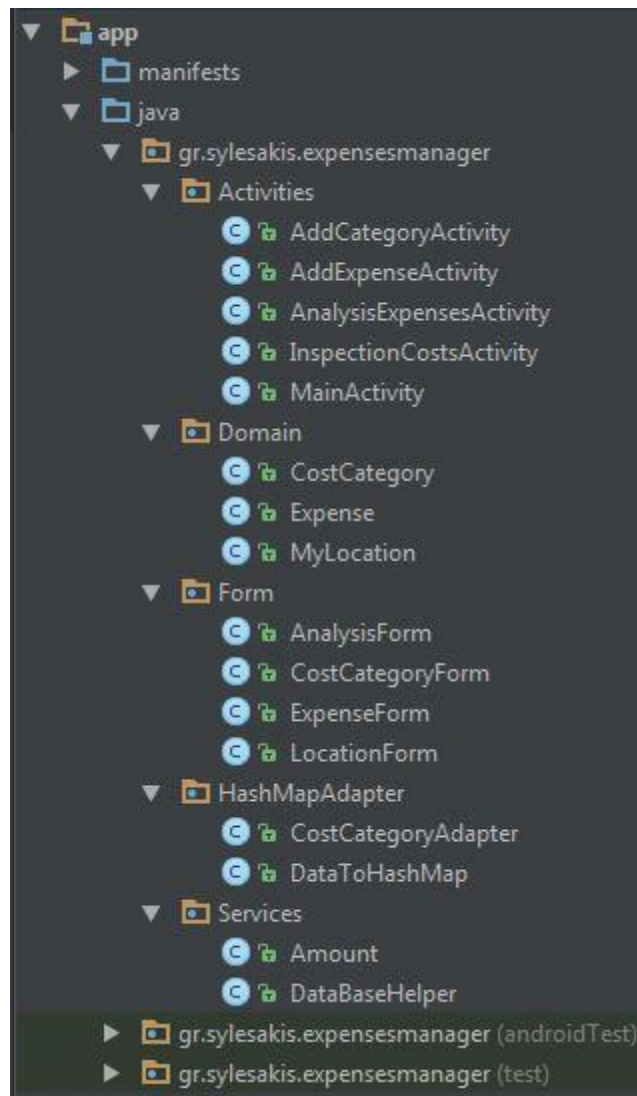 app
manifests
java
gr.sylesakis.expensesmanager
Activities
AddCategoryActivity
AddExpenseActivity
AnalysisExpensesActivity
InspectionCostsActivity
MainActivity
Domain
CostCategory
Expense
MyLocation
Form
AnalysisForm
CostCategoryForm
ExpenseForm
LocationForm
HashMapAdapter
CostCategoryAdapter
DataToHashMap
Services
Amount
DataBaseHelper
gr.sylesakis.expensesmanager (androidTest)
gr.sylesakis.expensesmanager (test)